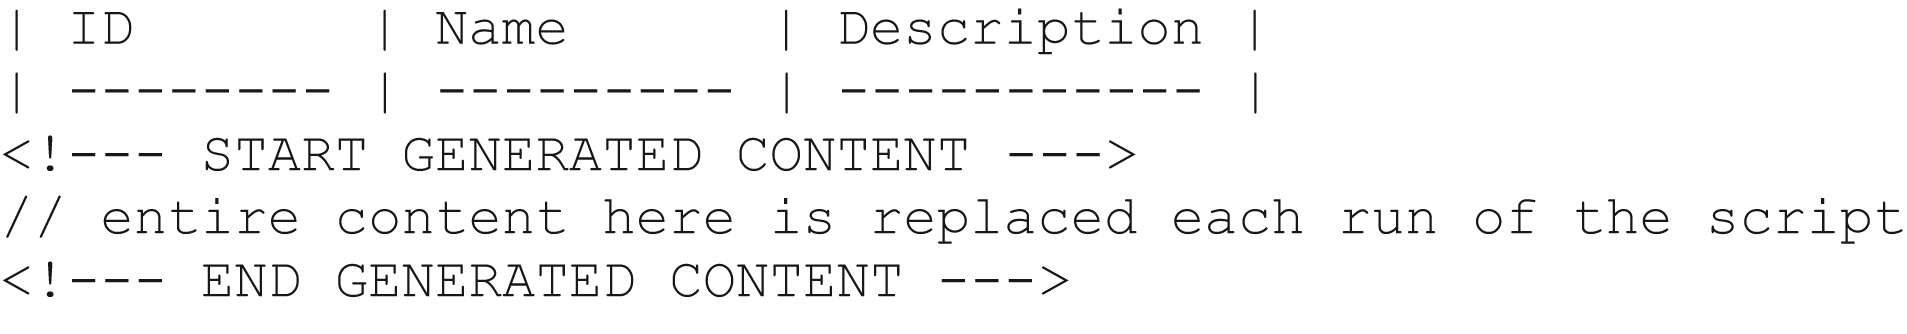 | ID       | Name      | Description |
| -------- | --------- | ----------- |
<!--- START GENERATED CONTENT --->
// entire content here is replaced each run of the script
<!--- END GENERATED CONTENT --->